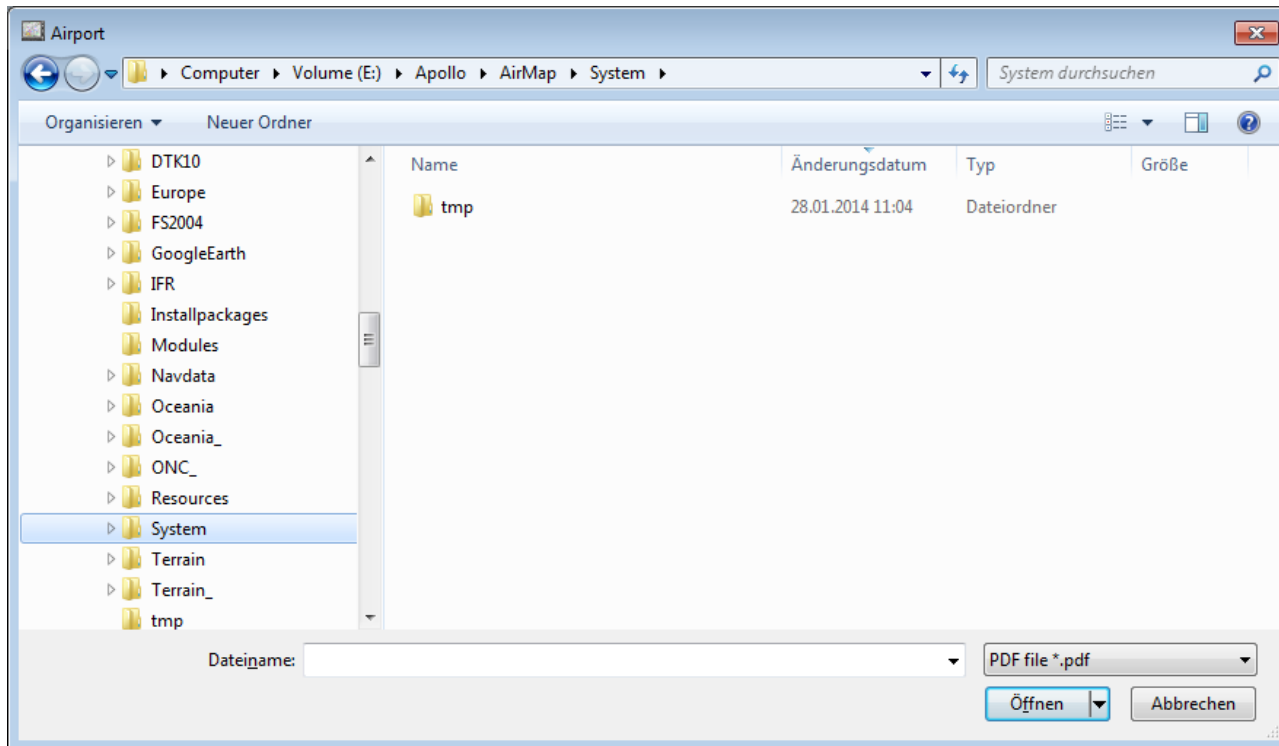 Airport
Computer Volume (E:) Apollo AirMap System System durchsuchen
Organisieren Neuer Ordner
DTK10
Europe
FS2004
GoogleEarth
IFR
Installpackages
Modules
Navdata
Oceania
Oceania_
ONC_
Resources
System
Terrain
Terrain_
tmp
Name Änderungsdatum Typ Größe
tmp 28.01.2014 11:04 Dateiordner
Dateiname: PDF file *.pdf
Öffnen Abbrechen